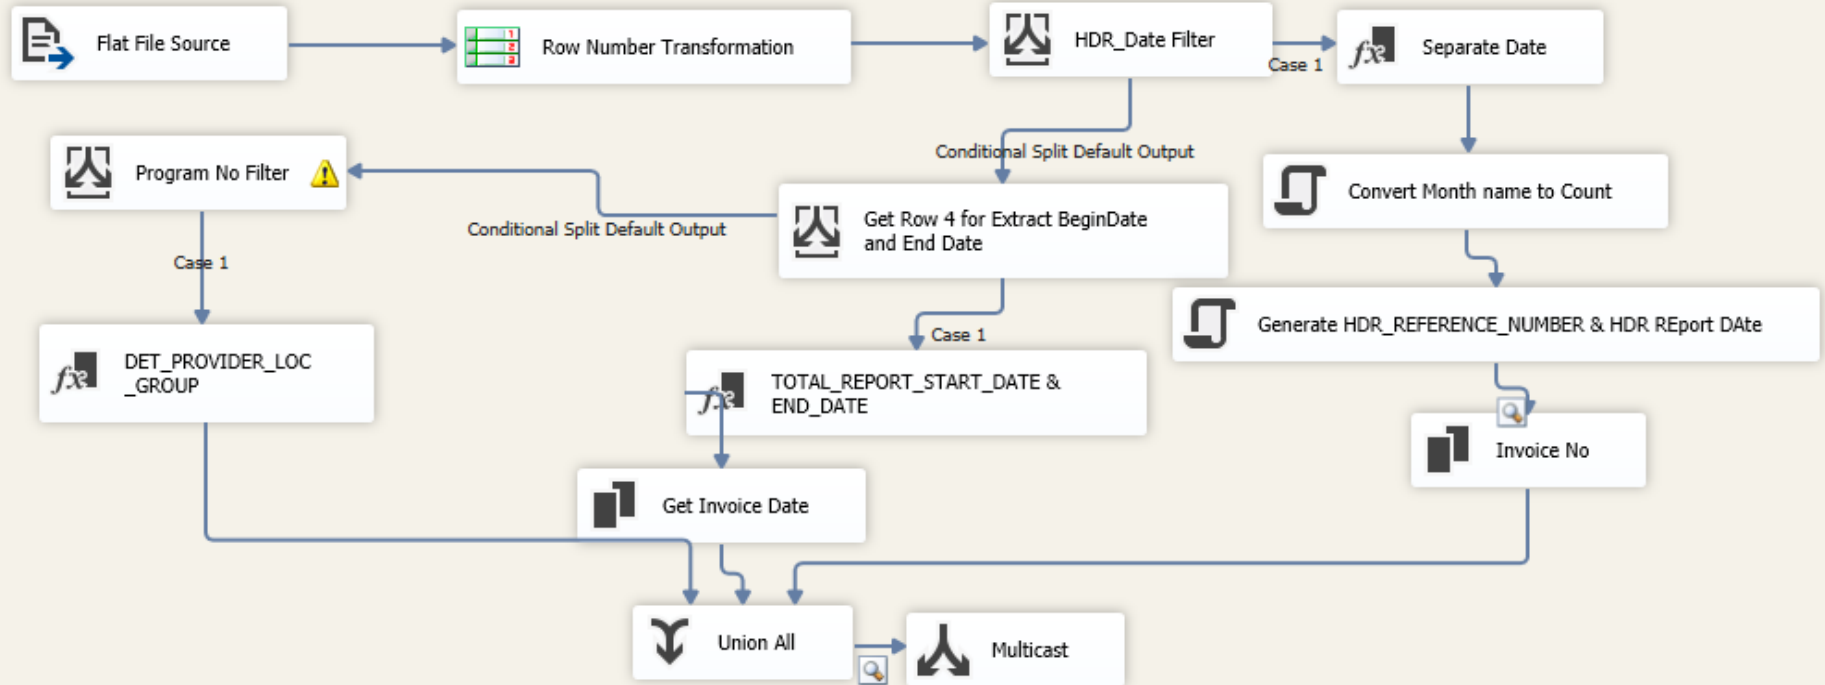 Flat File Source
Row Number Transformation
HDR_Date Filter
Case 1
Separate Date
Program No Filter
Conditional Split Default Output
Convert Month name to Count
Conditional Split Default Output
Get Row 4 for Extract BeginDate
and End Date
Case 1
Generate HDR_REFERENCE_NUMBER & HDR REport DAte
Case 1
DET_PROVIDER_LOC
_GROUP
TOTAL_REPORT_START_DATE &
END_DATE
Invoice No
Get Invoice Date
Union All
Multicast